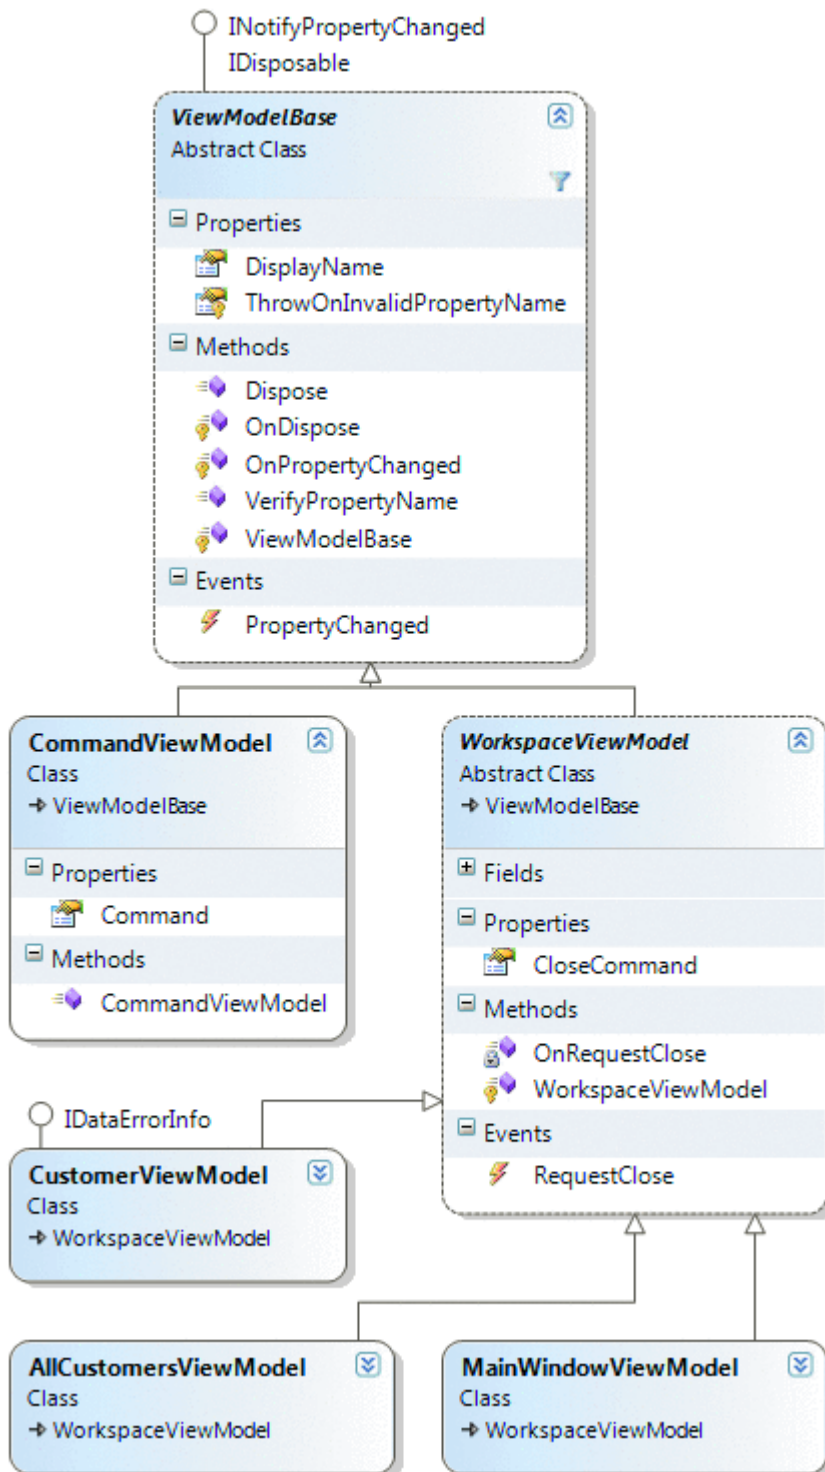 INotifyPropertyChanged
IDisposable
ViewModelBase
Abstract Class
Properties
DisplayName
ThrowOnInvalidPropertyName
Methods
Dispose
OnDispose
OnPropertyChanged
VerifyPropertyName
ViewModelBase
Events
PropertyChanged
CommandViewModel
Class
ViewModelBase
Properties
Command
Methods
CommandViewModel
WorkspaceViewModel
Abstract Class
ViewModelBase
Fields
Properties
CloseCommand
Methods
OnRequestClose
WorkspaceViewModel
Events
RequestClose
IDataErrorInfo
CustomerViewModel
Class
WorkspaceViewModel
AllCustomersViewModel
Class
WorkspaceViewModel
MainWindowViewModel
Class
WorkspaceViewModel